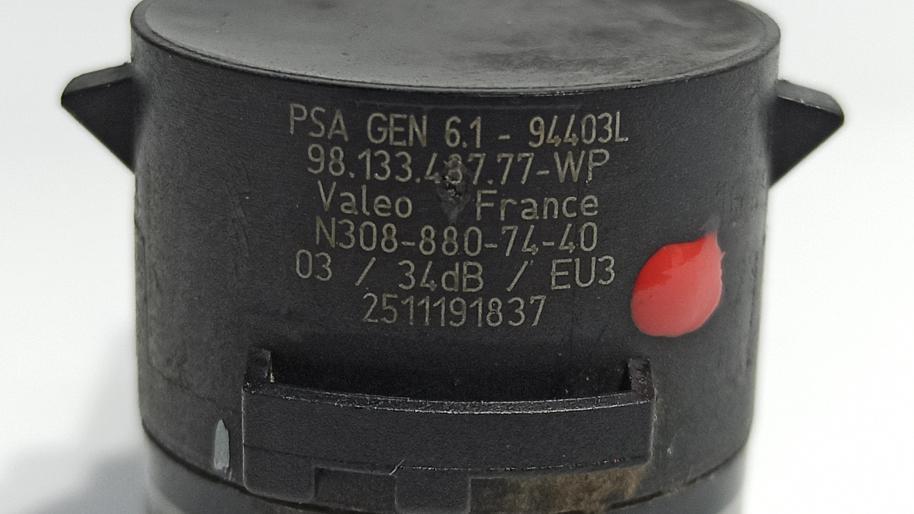 PSA GEN 6.1 - 94403L
98.133.487.77-WP
Valeo France
N308-880-74-40
03 / 34dB / EU3
2511191837